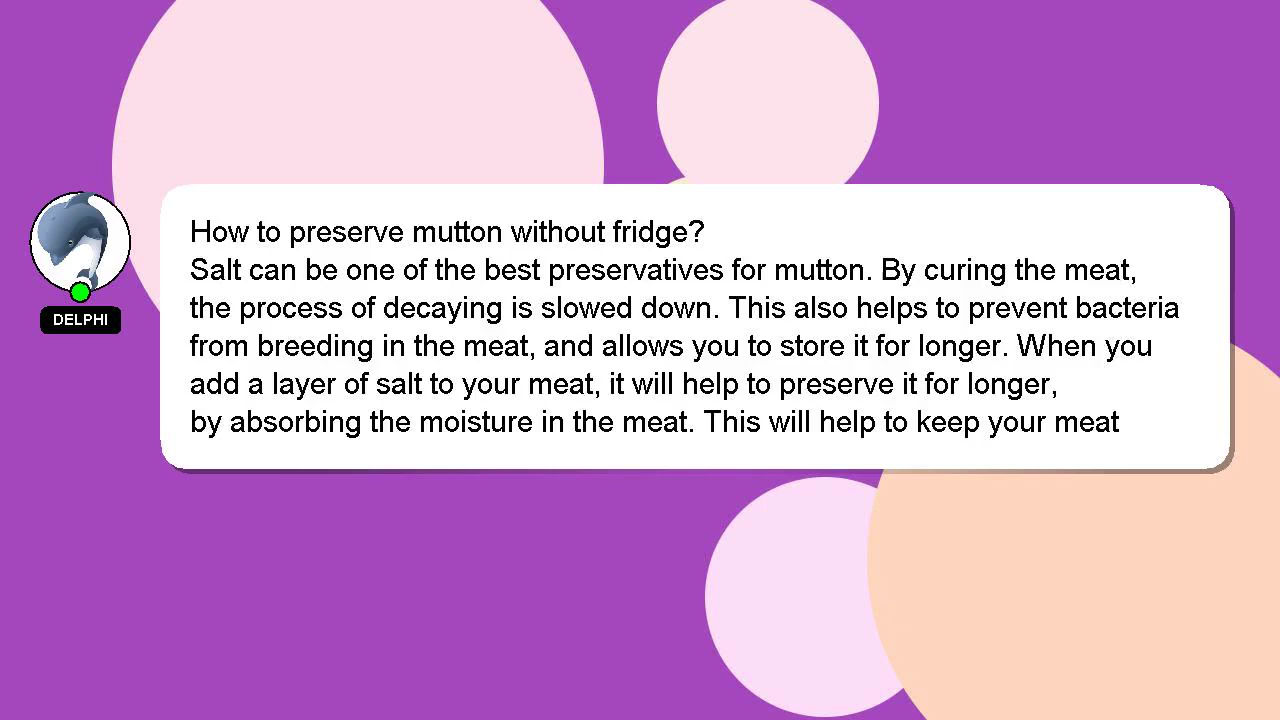 How to preserve mutton without fridge?
Salt can be one of the best preservatives for mutton. By curing the meat,
the process of decaying is slowed down. This also helps to prevent bacteria
from breeding in the meat, and allows you to store it for longer. When you
add a layer of salt to your meat, it will help to preserve it for longer,
by absorbing the moisture in the meat. This will help to keep your meat
DELPHI